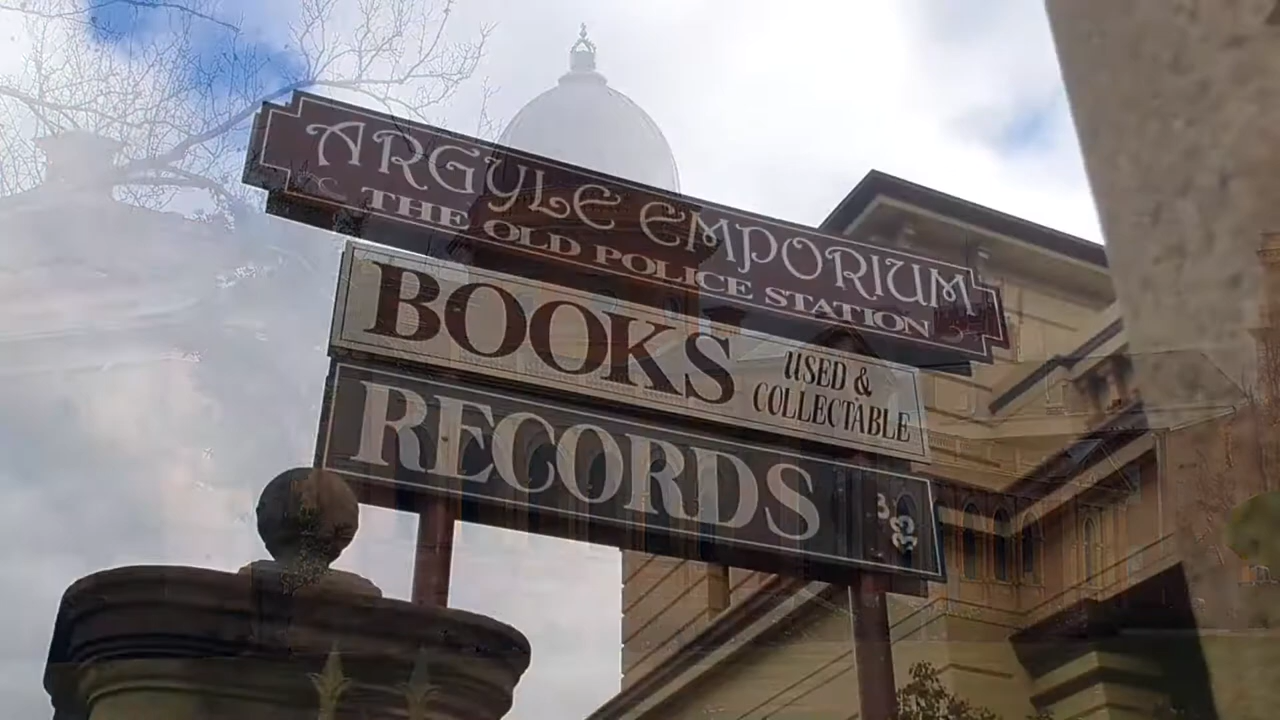 ARGYLE EMPORIUM
THE OLD POLICE STATION
BOOKS
USED &
COLLECTABLE
RECORDS